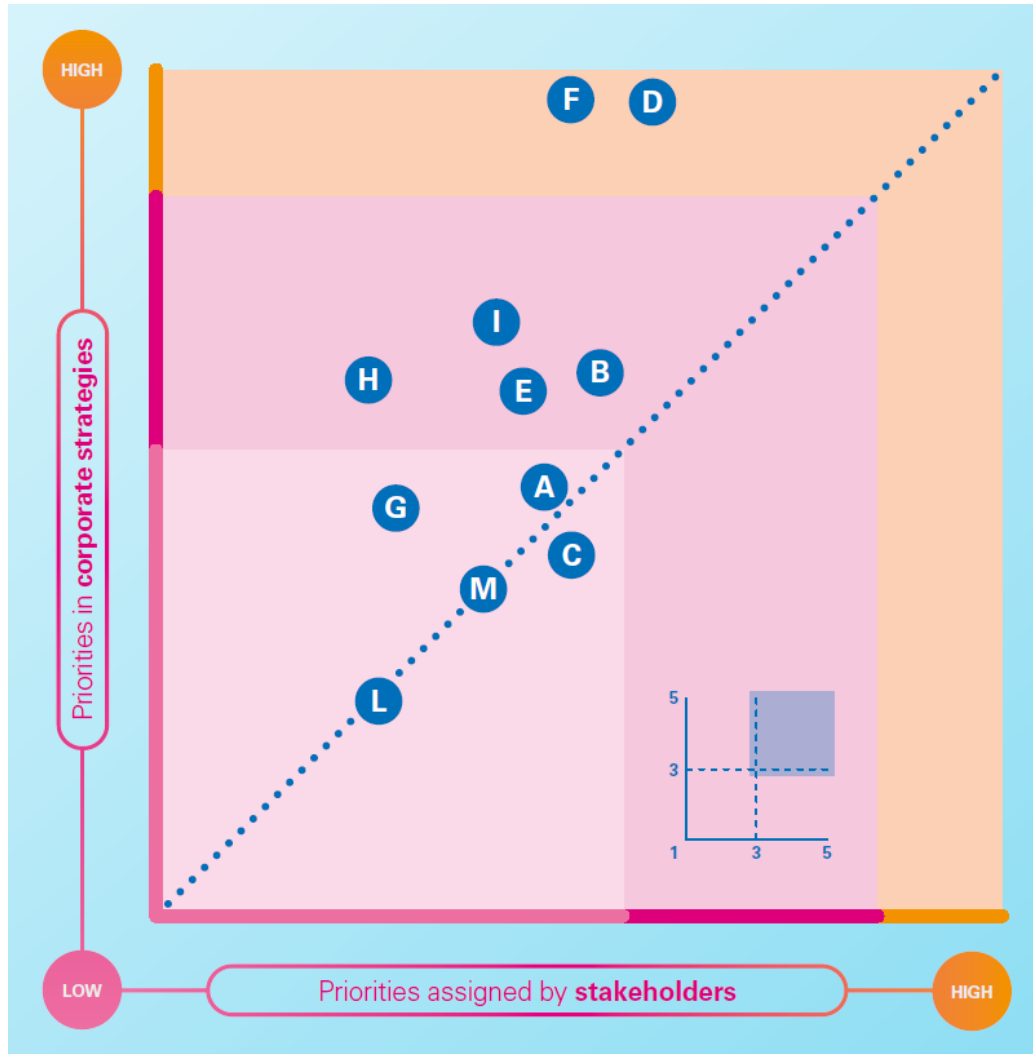 HIGH
F
D
I
H
E
B
A
G
C
M
L
Priorities in corporate strategies
5
3
1
3
5
LOW
Priorities assigned by stakeholders
HIGH